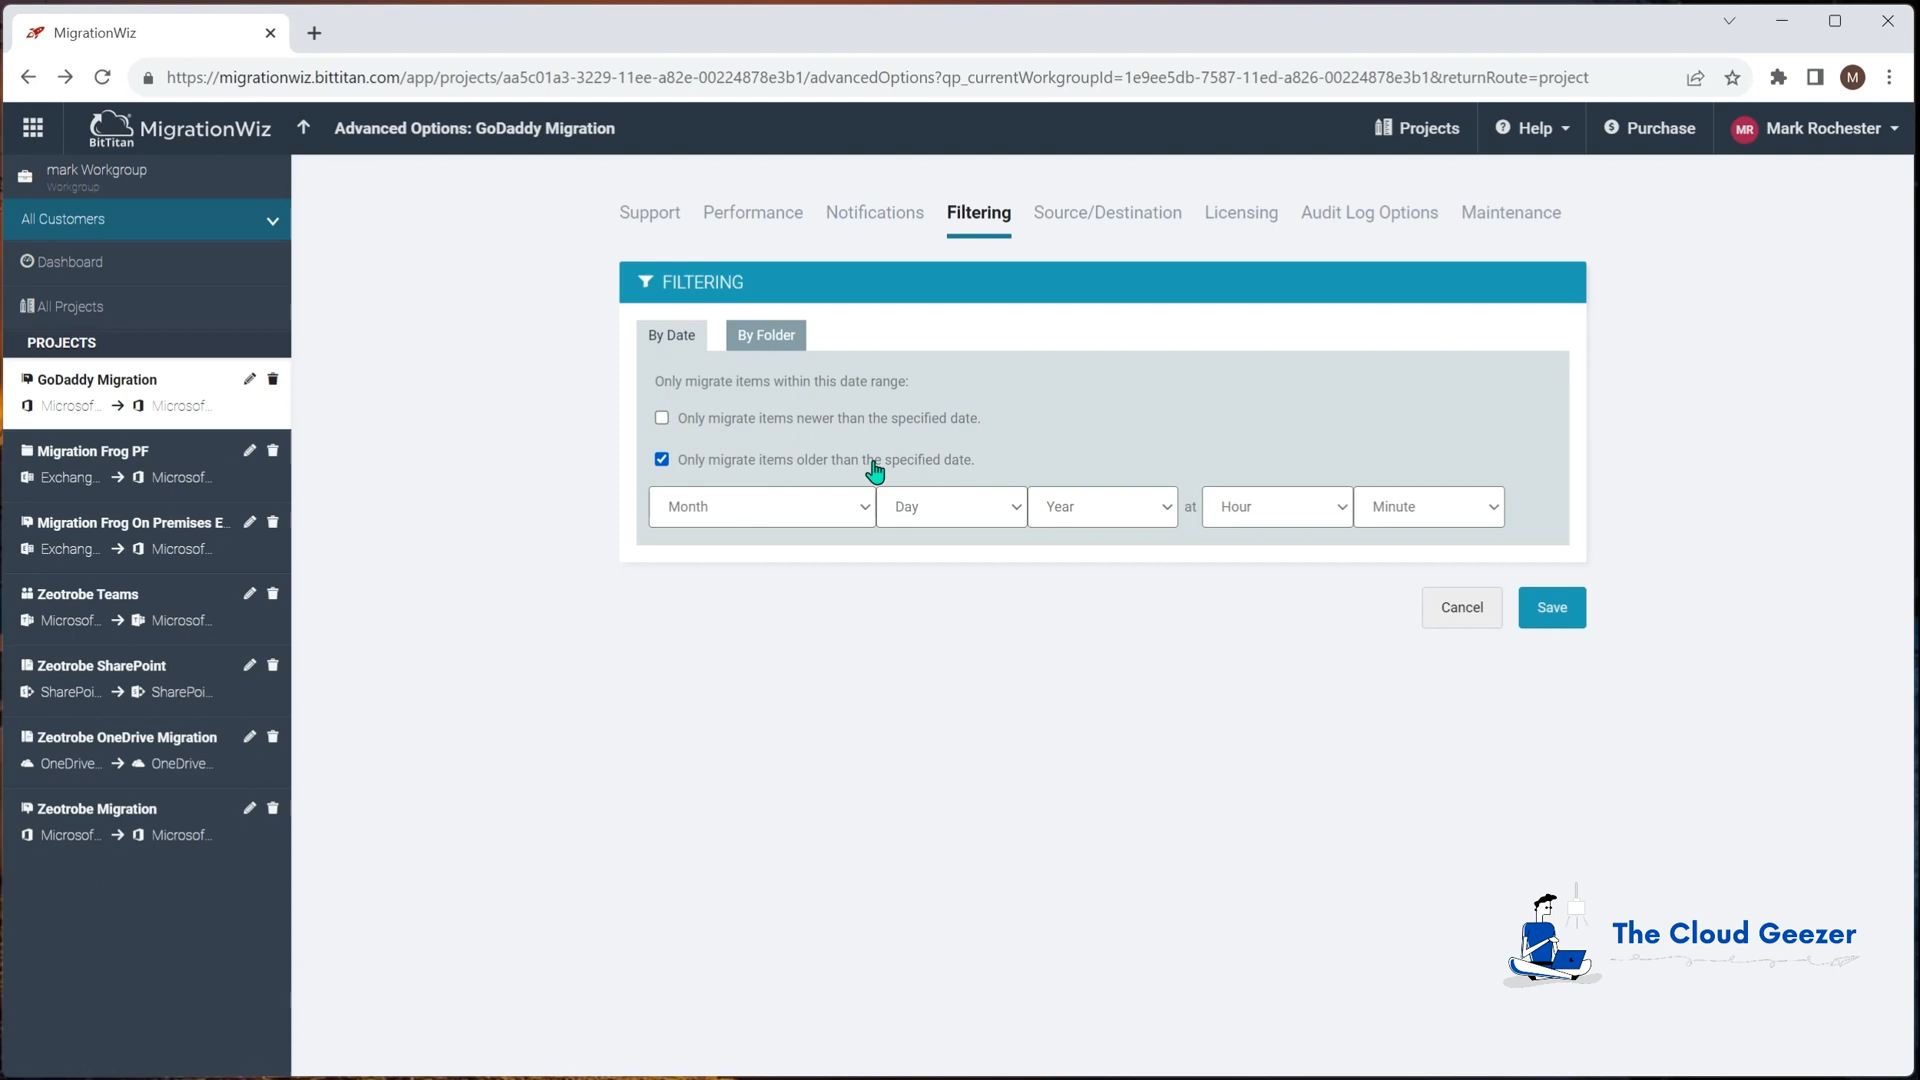 MigrationWiz
https://migrationwiz.bittitan.com/app/projects/aa5c01a3-3229-11ee-a82e-00224878e3b1/advancedOptions?qp_currentWorkgroupId=1e9ee5db-7587-11ed-a826-00224878e3b1&returnRoute=project
M
BitTitan
MigrationWiz
Advanced Options: GoDaddy Migration
Projects
Help
Purchase
MR
Mark Rochester
mark Workgroup
Workgroup
All Customers
Dashboard
All Projects
PROJECTS
GoDaddy Migration
Microsof... Microsof...
Migration Frog PF
Exchang... Microsof...
Migration Frog On Premises E...
Exchang... Microsof...
Zeotrobe Teams
Microsof... Microsof...
Zeotrobe SharePoint
SharePoi... SharePoi...
Zeotrobe OneDrive Migration
OneDrive... OneDrive...
Zeotrobe Migration
Microsof... Microsof...
Support Performance Notifications Filtering Source/Destination Licensing Audit Log Options Maintenance
FILTERING
By Date By Folder
Only migrate items within this date range:
Only migrate items newer than the specified date.
Only migrate items older than the specified date.
Month Day Year at Hour Minute
Cancel Save
The Cloud Geezer